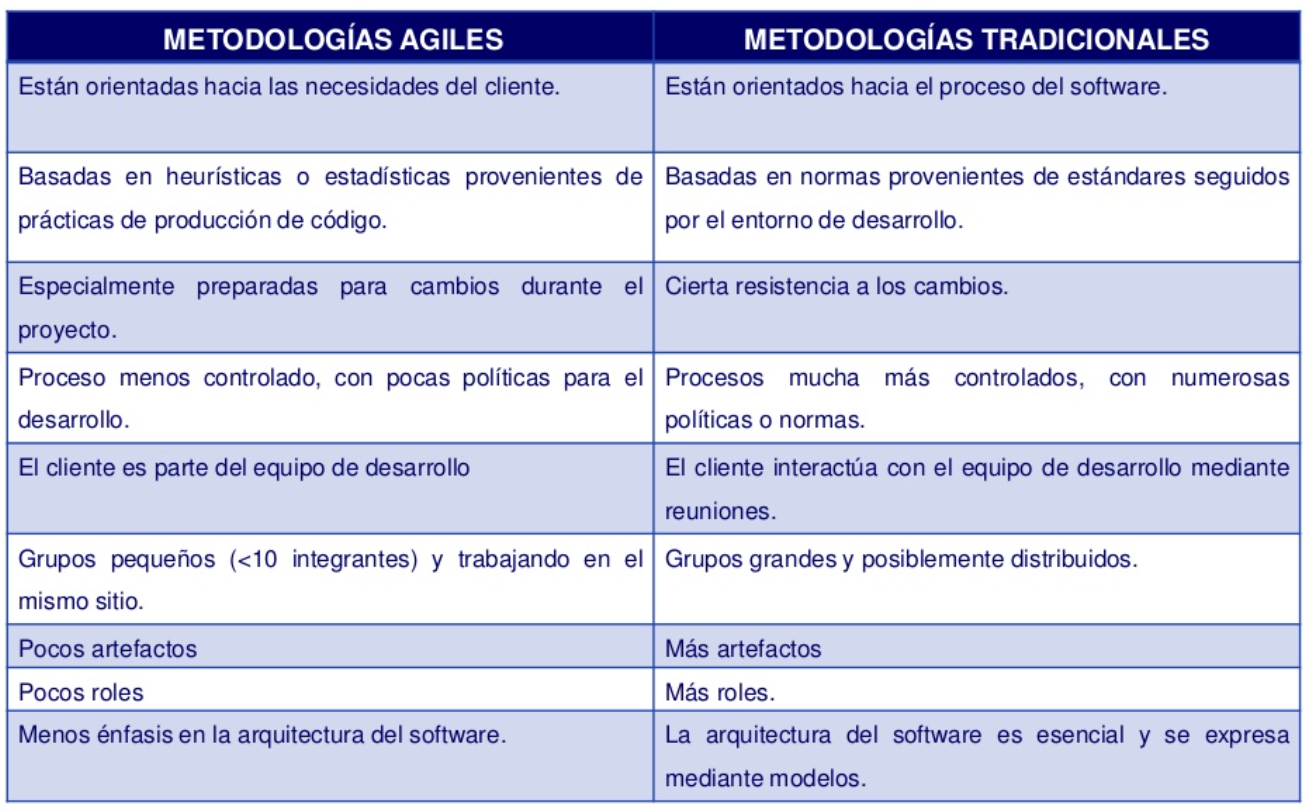 METODOLOGÍAS AGILES
METODOLOGÍAS TRADICIONALES
Están orientadas hacia las necesidades del cliente.
Están orientados hacia el proceso del software.
Basadas en heurísticas o estadísticas provenientes de
prácticas de producción de código.
Basadas en normas provenientes de estándares seguidos
por el entorno de desarrollo.
Especialmente preparadas para cambios durante el
proyecto.
Cierta resistencia a los cambios.
Proceso menos controlado, con pocas políticas para el
desarrollo.
Procesos mucha más controlados, con numerosas
políticas o normas.
El cliente es parte del equipo de desarrollo
El cliente interactúa con el equipo de desarrollo mediante
reuniones.
Grupos pequeños (<10 integrantes) y trabajando en el
mismo sitio.
Grupos grandes y posiblemente distribuidos.
Pocos artefactos
Más artefactos
Pocos roles
Más roles.
Menos énfasis en la arquitectura del software.
La arquitectura del software es esencial y se expresa
mediante modelos.